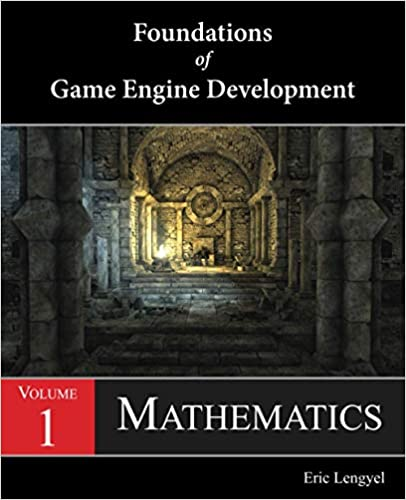 Foundations
of
Game Engine Development
VOLUME
1
MATHEMATICS
Eric Lengyel